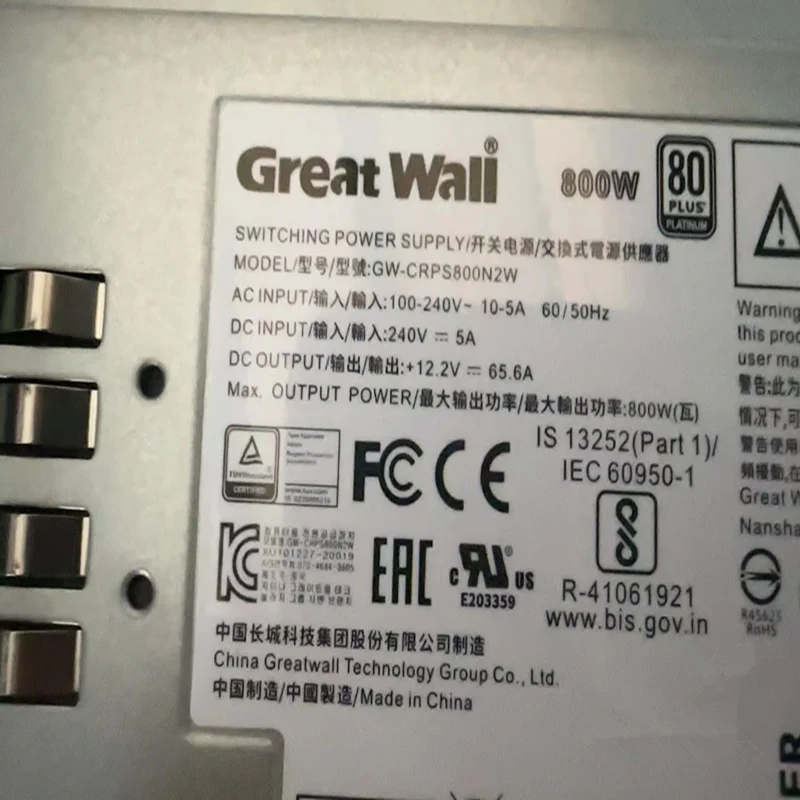 Great Wall®
800W
80
PLUS
PLATINUM
SWITCHING POWER SUPPLY/开关电源/交换式電源供應器
MODEL/型号/型號:GW-CRPS800N2W
AC INPUT/输入/輸入:100-240V~ 10-5A 60/50Hz
DC INPUT/输入/輸入:240V ⎓ 5A
DC OUTPUT/输出/輸出:+12.2V ⎓ 65.6A
Max. OUTPUT POWER/最大输出功率/最大輸出功率:800W(瓦)
Warning
this
user
警告:此为
情况下,可
警告使用
頻擾動,在
Great
Nansha
IS 13252(Part 1)/
IEC 60950-1
FC CE
CERTIFIED
KC
GW-CRPS800N2W
EAC
c RU® US
E203359
R-41061921
www.bis.gov.in
RoHS
中国长城科技集团股份有限公司制造
China Greatwall Technology Group Co., Ltd.
中国制造/中國製造/Made in China